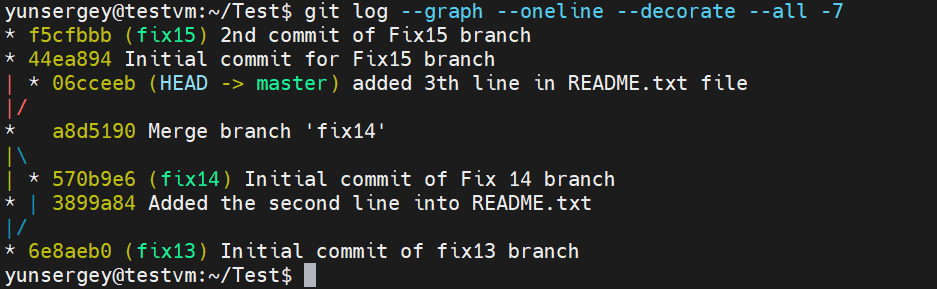 yunsergey@testvm:~/Test$ git log --graph --oneline --decorate --all -7
* f5cfbbb (fix15) 2nd commit of Fix15 branch
* 44ea894 Initial commit for Fix15 branch
| * 06cceeb (HEAD -> master) added 3th line in README.txt file
|/
*   a8d5190 Merge branch 'fix14'
|\
| * 570b9e6 (fix14) Initial commit of Fix 14 branch
* | 3899a84 Added the second line into README.txt
|/
* 6e8aeb0 (fix13) Initial commit of fix13 branch
yunsergey@testvm:~/Test$